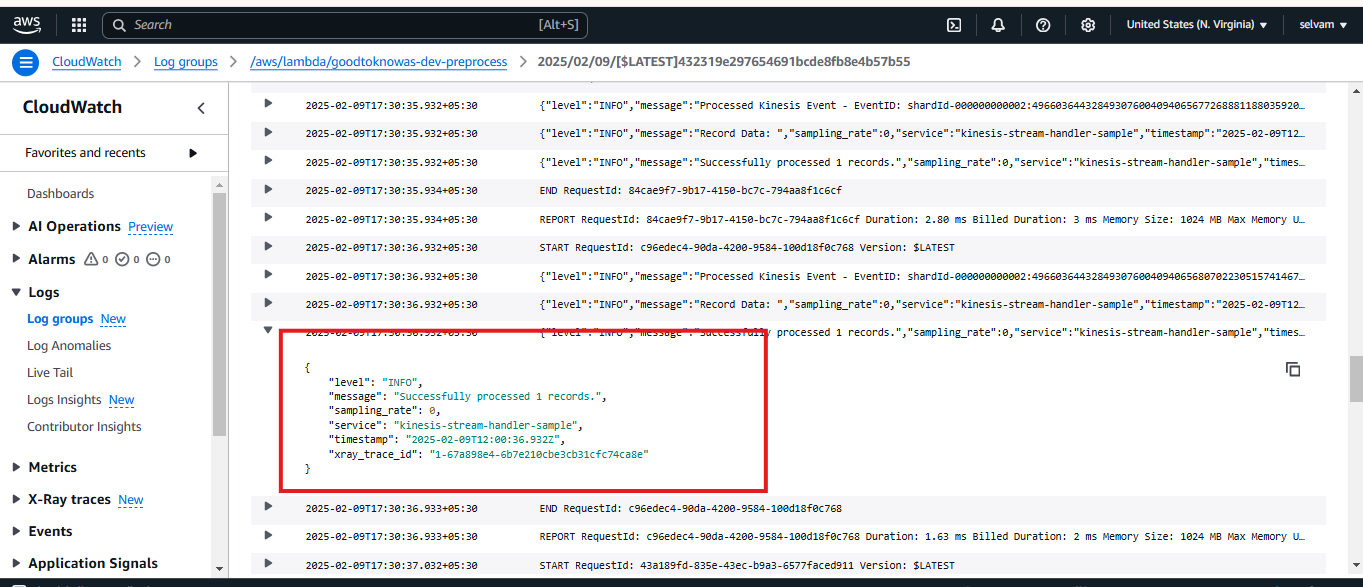 aws Search [Alt+S] United States (N. Virginia) selvam
CloudWatch > Log groups > /aws/lambda/goodtoknowas-dev-preprocess > 2025/02/09/[$LATEST]432319e297654691bcde8fb8e4b57b55
CloudWatch
Favorites and recents
Dashboards
AI Operations Preview
Alarms 0 0 0
Logs
Log groups New
Log Anomalies
Live Tail
Logs Insights New
Contributor Insights
Metrics
X-Ray traces New
Events
Application Signals
2025-02-09T17:30:35.932+05:30 {"level":"INFO","message":"Processed Kinesis Event - EventID: shardId-000000000002:496603644328493076004094065677268881188035920…
2025-02-09T17:30:35.933+05:30 {"level":"INFO","message":"Record Data: ","sampling_rate":0,"service":"kinesis-stream-handler-sample","timestamp":"2025-02-09T12…
2025-02-09T17:30:35.933+05:30 {"level":"INFO","message":"Successfully processed 1 records.","sampling_rate":0,"service":"kinesis-stream-handler-sample","times…
2025-02-09T17:30:35.934+05:30 END RequestId: 84cae9f7-9b17-4150-bc7c-794aa8f1c6cf
2025-02-09T17:30:35.934+05:30 REPORT RequestId: 84cae9f7-9b17-4150-bc7c-794aa8f1c6cf Duration: 2.80 ms Billed Duration: 3 ms Memory Size: 1024 MB Max Memory U…
2025-02-09T17:30:36.932+05:30 START RequestId: c96edec4-90da-4200-9584-100d18f0c768 Version: $LATEST
2025-02-09T17:30:36.932+05:30 {"level":"INFO","message":"Processed Kinesis Event - EventID: shardId-000000000002:49660364432849307600409406568070223051574146​7…
2025-02-09T17:30:36.932+05:30 {"level":"INFO","message":"Record Data: ","sampling_rate":0,"service":"kinesis-stream-handler-sample","timestamp":"2025-02-09T12…
2025-02-09T17:30:36.932+05:30 {"level":"INFO","message":"Successfully processed 1 records.","sampling_rate":0,"service":"kinesis-stream-handler-sample","times…
{
"level": "INFO",
"message": "Successfully processed 1 records.",
"sampling_rate": 0,
"service": "kinesis-stream-handler-sample",
"timestamp": "2025-02-09T12:00:36.932Z",
"xray_trace_id": "1-67a898e4-6b7e210cbe3cb31cfc74ca8e"
}
2025-02-09T17:30:36.933+05:30 END RequestId: c96edec4-90da-4200-9584-100d18f0c768
2025-02-09T17:30:36.933+05:30 REPORT RequestId: c96edec4-90da-4200-9584-100d18f0c768 Duration: 1.63 ms Billed Duration: 2 ms Memory Size: 1024 MB Max Memory U…
2025-02-09T17:30:37.032+05:30 START RequestId: 43a189fd-835e-43ec-b9a3-6577faced911 Version: $LATEST